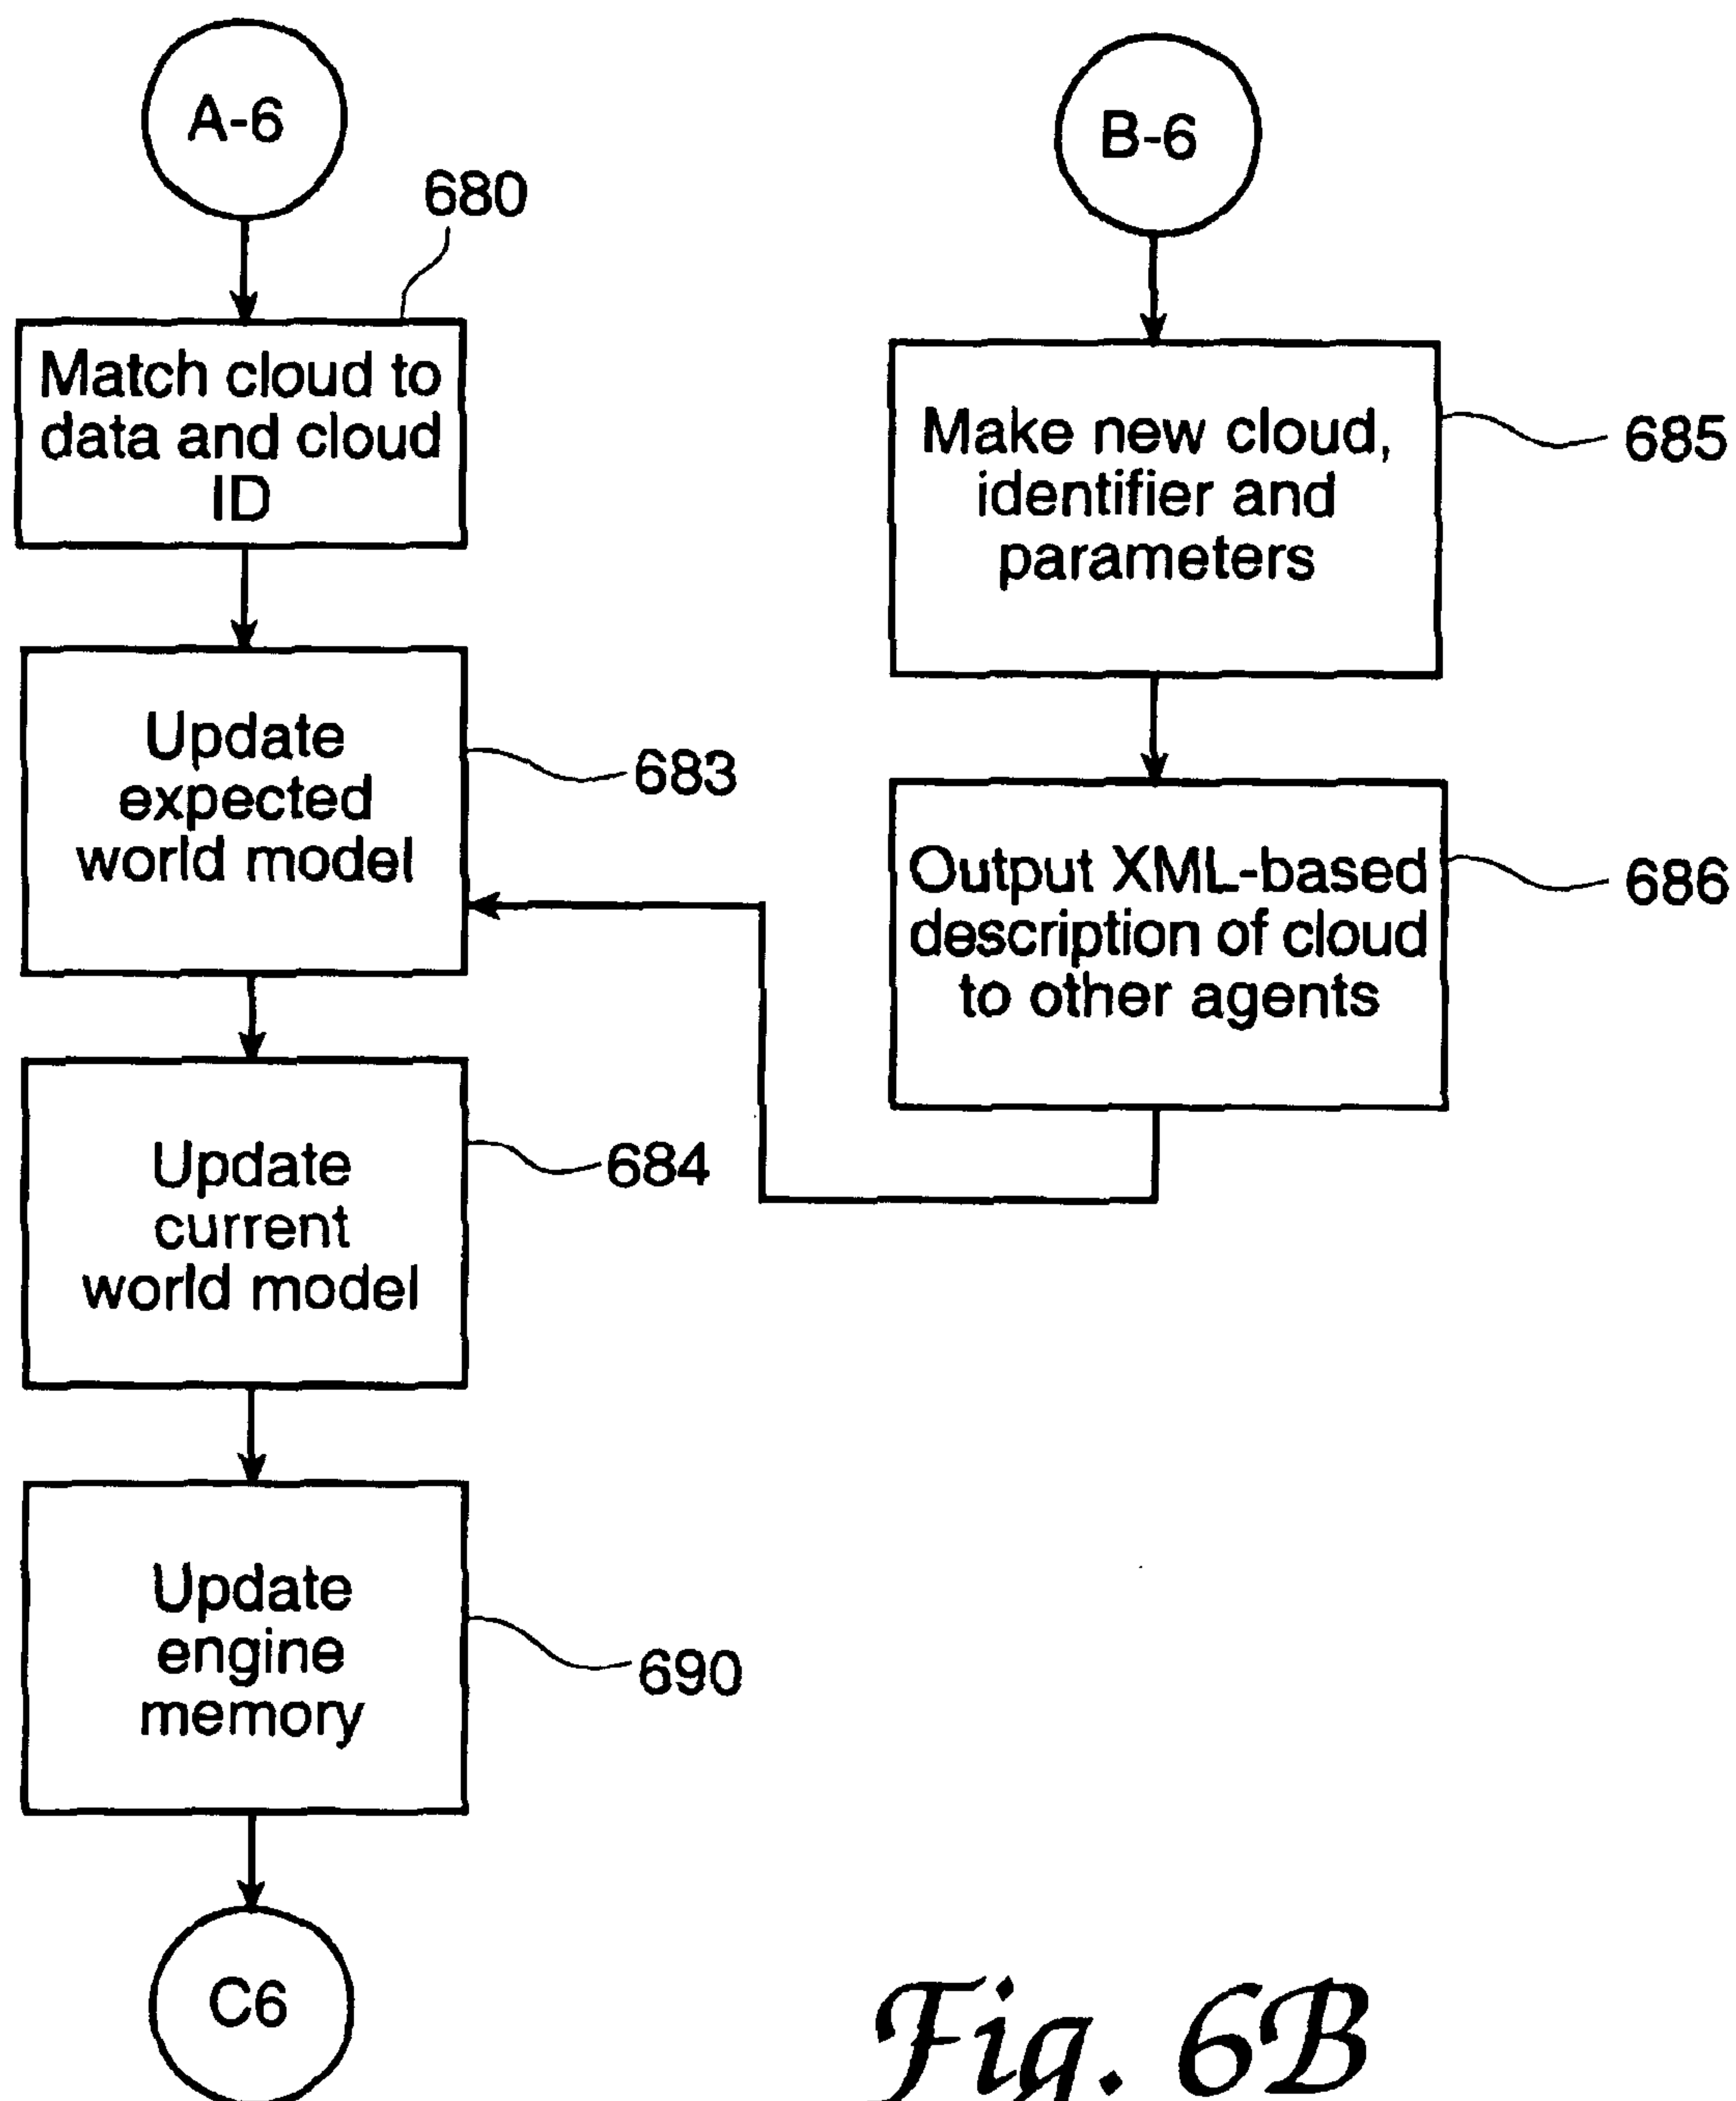 A-6
680
Match cloud to
data and cloud
ID
Update
expected
world model
683
Update
current
world model
684
Update
engine
memory
690
C6
B-6
Make new cloud,
identifier and
parameters
685
Output XML-based
description of cloud
to other agents
686
Fig. 6B